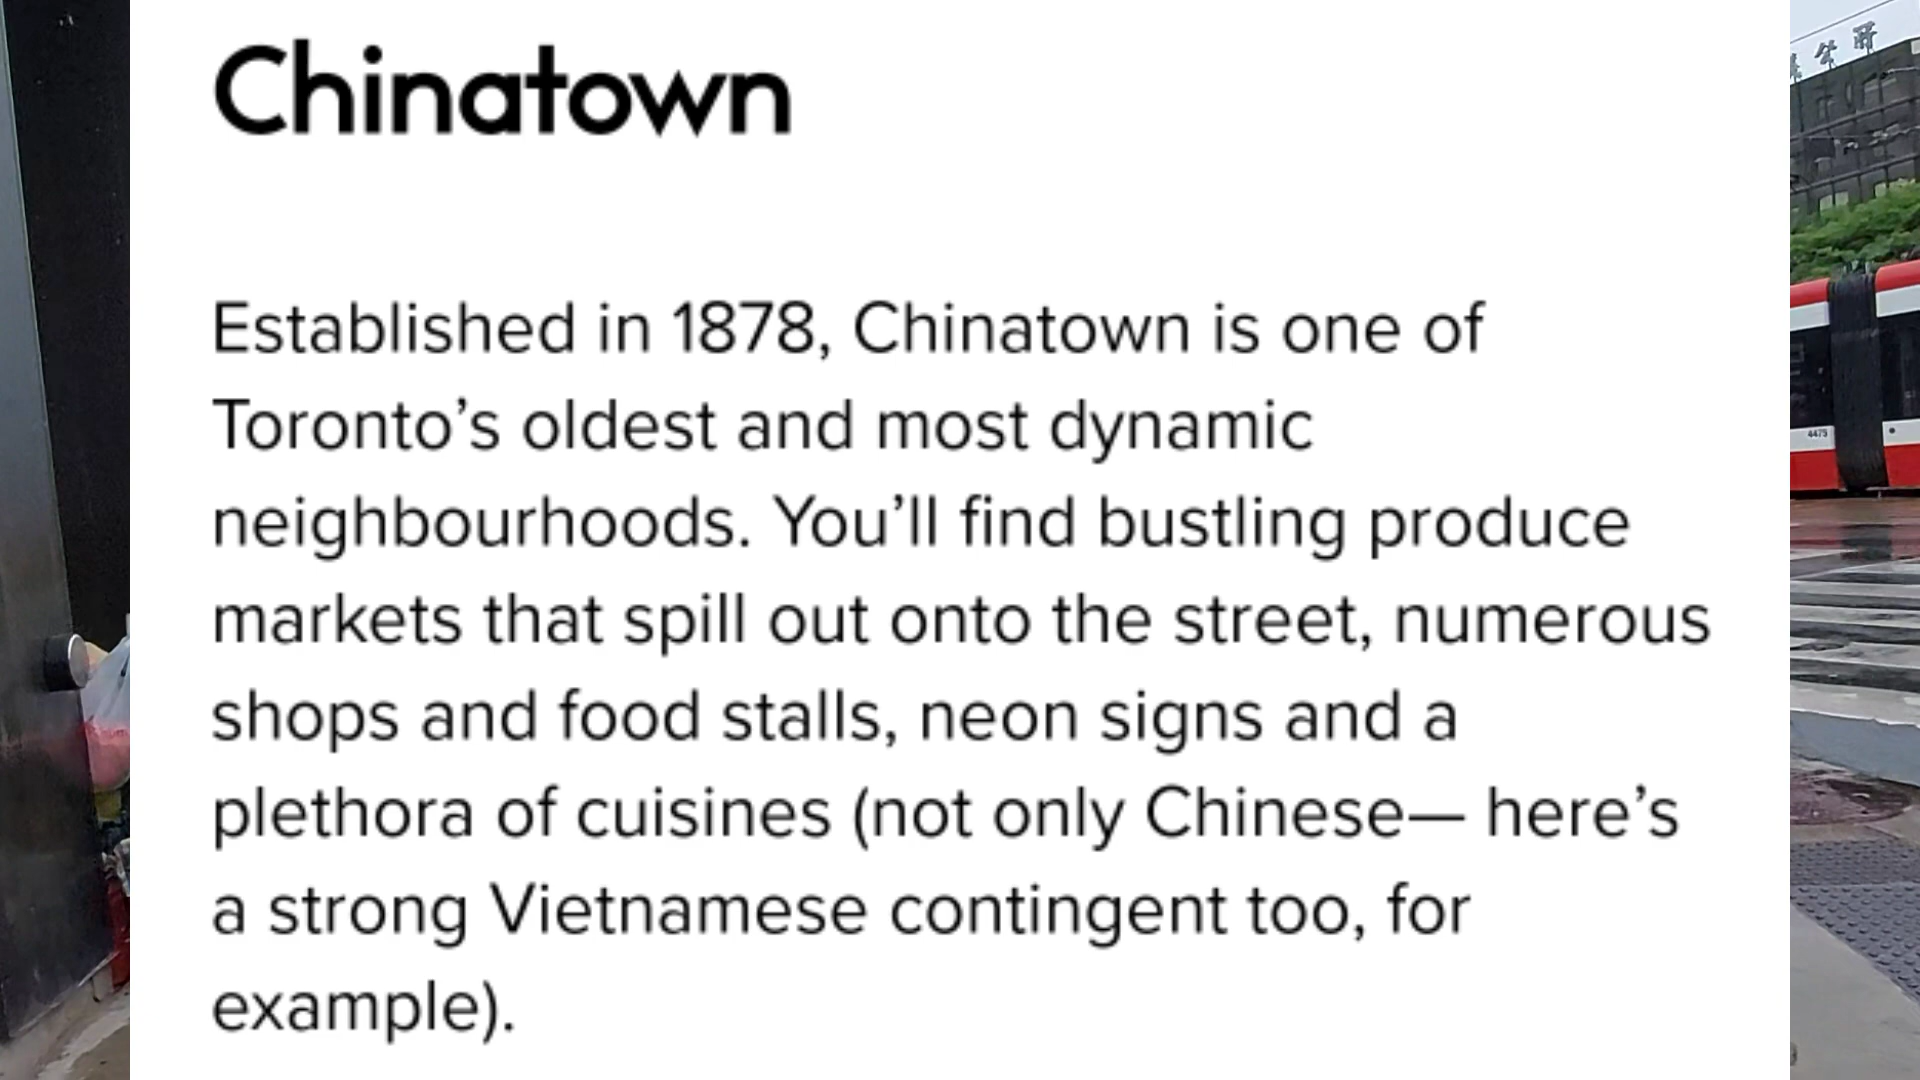 Chinatown
Established in 1878, Chinatown is one of
Toronto’s oldest and most dynamic
neighbourhoods. You’ll find bustling produce
markets that spill out onto the street, numerous
shops and food stalls, neon signs and a
plethora of cuisines (not only Chinese— here’s
a strong Vietnamese contingent too, for
example).
4475